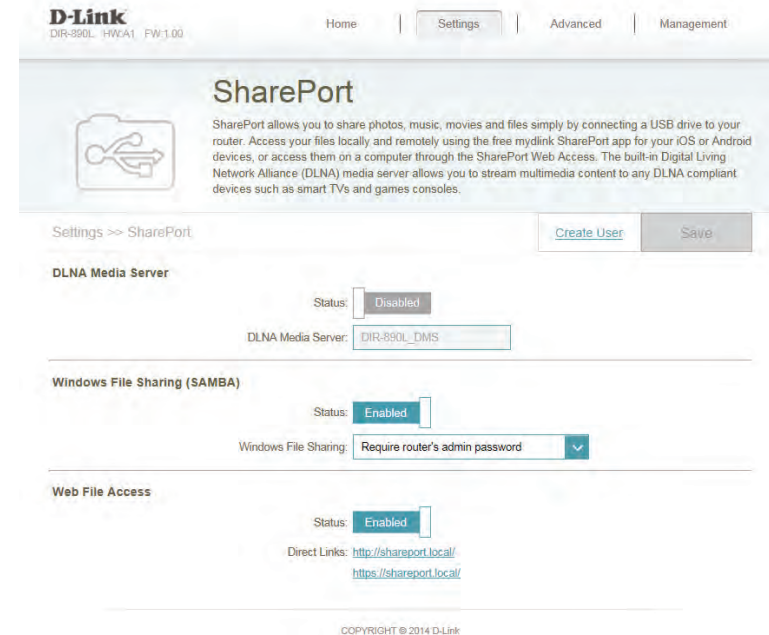 D-Link
DIR-890L HW:A1 FW:1.00
Home
Settings
Advanced
Management
SharePort
SharePort allows you to share photos, music, movies and files simply by connecting a USB drive to your
router. Access your files locally and remotely using the free mydlink SharePort app for your iOS or Android
devices, or access them on a computer through the SharePort Web Access. The built-in Digital Living
Network Alliance (DLNA) media server allows you to stream multimedia content to any DLNA compliant
devices such as smart TVs and games consoles.
Settings >> SharePort
Create User
Save
DLNA Media Server
Status: Disabled
DLNA Media Server: DIR-890L_DMS
Windows File Sharing (SAMBA)
Status: Enabled
Windows File Sharing: Require router's admin password
Web File Access
Status: Enabled
Direct Links: http://shareport.local/
https://shareport.local/
COPYRIGHT © 2014 D-Link